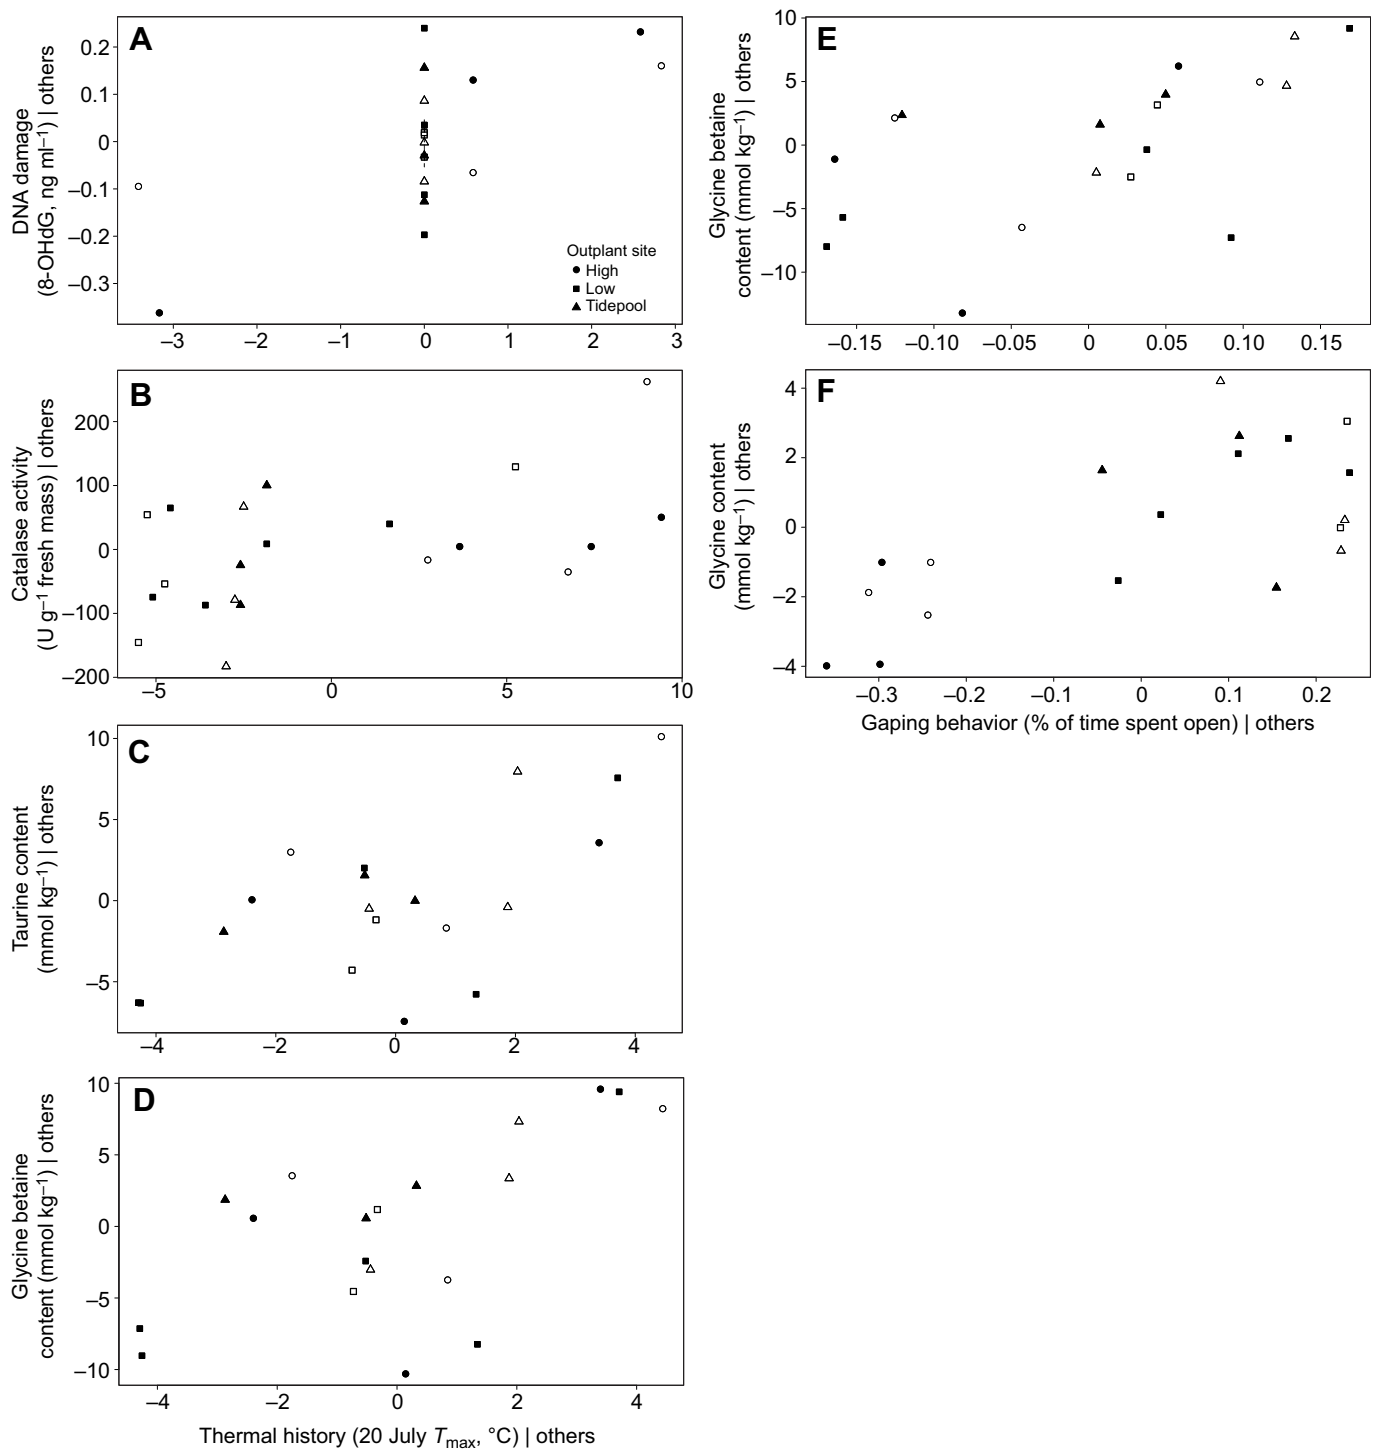 A
DNA damage
(8-OHdG, ng ml–1) | others
0.2
0.1
0
–0.1
–0.2
–0.3
Outplant site
High
Low
Tidepool
–3 –2 –1 0 1 2 3
B
Catalase activity
(U g–1 fresh mass) | others
200
100
0
–100
–200
–5 0 5 10
C
Taurine content
(mmol kg–1) | others
10
5
0
–5
–4 –2 0 2 4
D
Glycine betaine
content (mmol kg–1) | others
10
5
0
–5
–10
–4 –2 0 2 4
Thermal history (20 July Tmax, °C) | others
E
Glycine betaine
content (mmol kg–1) | others
10
5
0
–5
–10
–0.15 –0.10 –0.05 0 0.05 0.10 0.15
F
Glycine content
(mmol kg–1) | others
4
2
0
–2
–4
–0.3 –0.2 –0.1 0 0.1 0.2
Gaping behavior (% of time spent open) | others